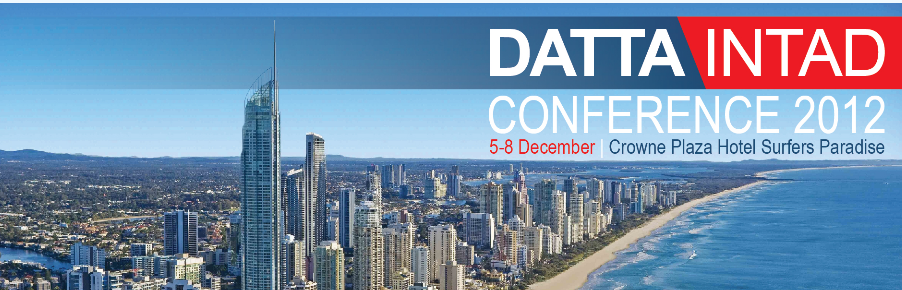 DATTA INTAD
CONFERENCE 2012
5-8 December | Crowne Plaza Hotel Surfers Paradise